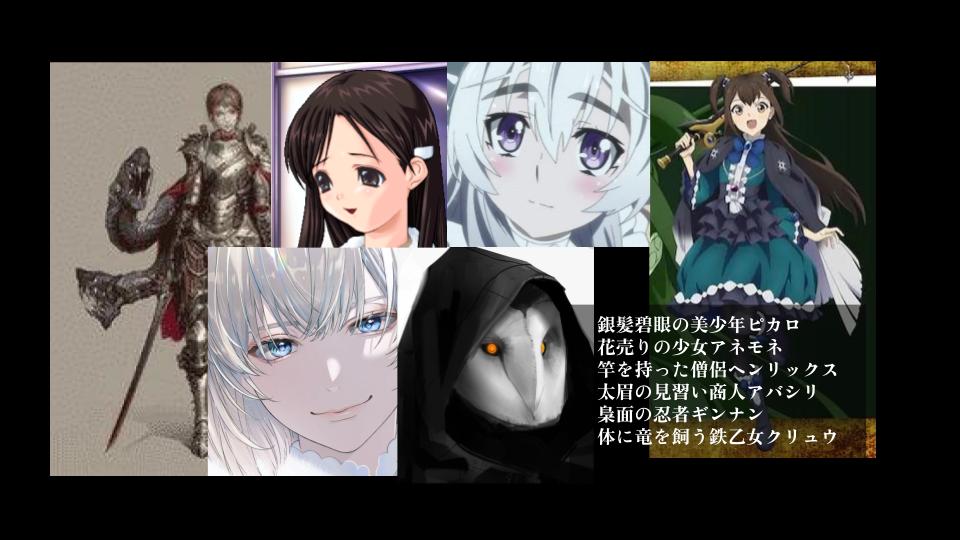 銀髪碧眼の美少年ピカロ
花売りの少女アネモネ
竿を持った僧侶ヘンリックス
太眉の見習い商人アバシリ
梟面の忍者ギンナン
体に竜を飼う鉄乙女クリュウ